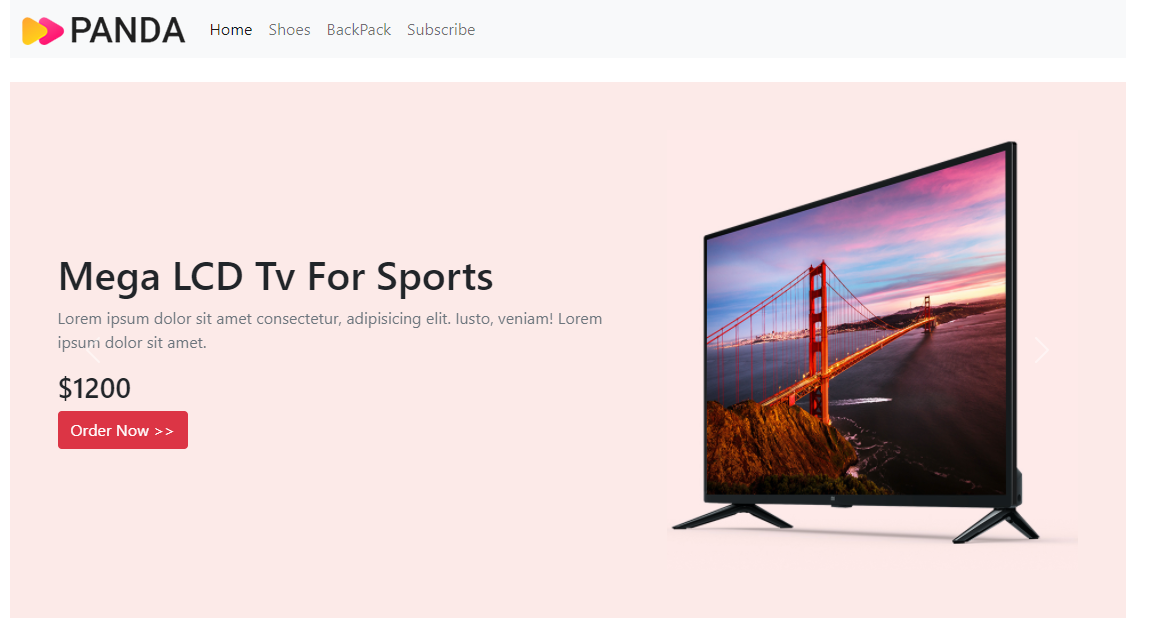 PANDA Home Shoes BackPack Subscribe
Mega LCD Tv For Sports
Lorem ipsum dolor sit amet consectetur, adipisicing elit. Iusto, veniam! Lorem
ipsum dolor sit amet.
$1200
Order Now >>